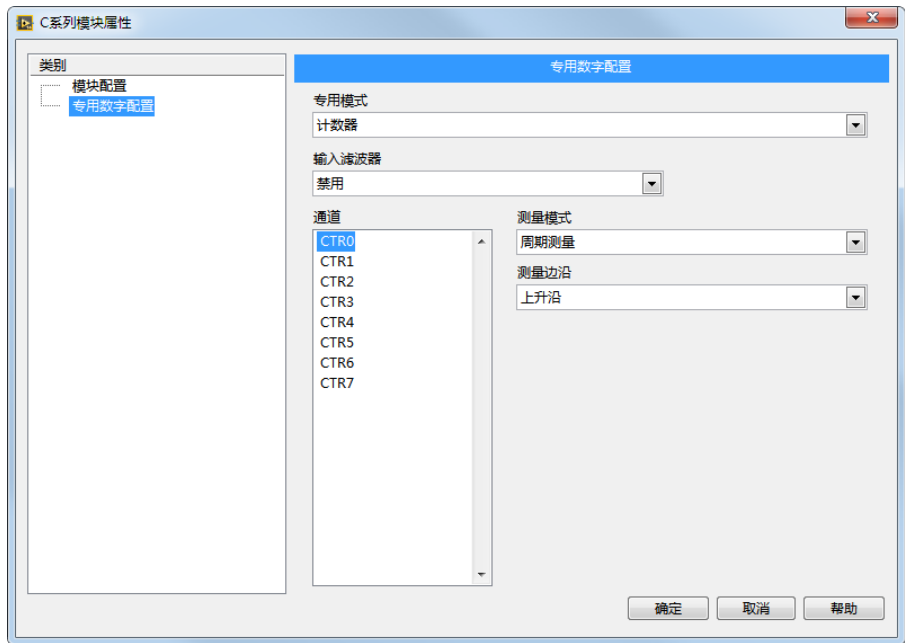 C系列模块属性
类别
模块配置
专用数字配置
专用数字配置
专用模式
计数器
输入滤波器
禁用
通道
CTR0
CTR1
CTR2
CTR3
CTR4
CTR5
CTR6
CTR7
测量模式
周期测量
测量边沿
上升沿
确定
取消
帮助